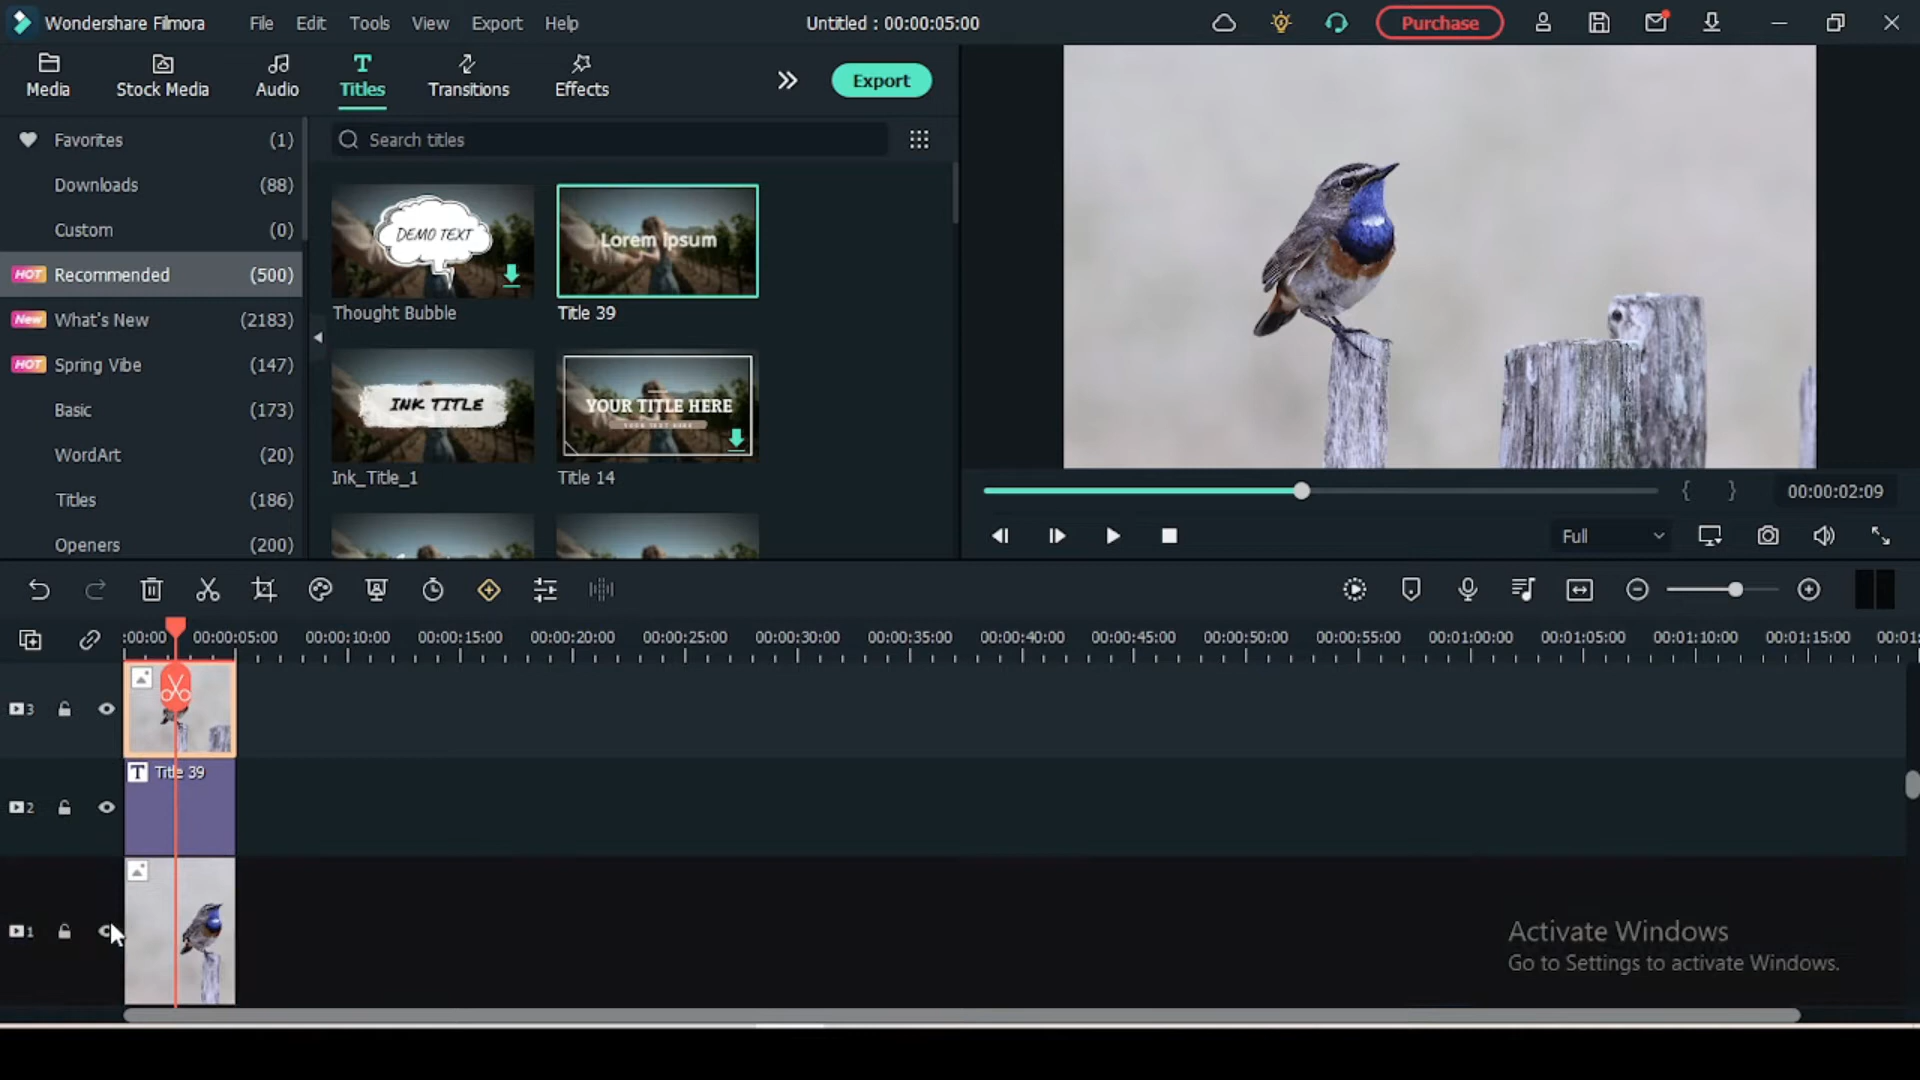 Wondershare Filmora File Edit Tools View Export Help Untitled : 00:00:05:00 Purchase
Media Stock Media Audio Titles Transitions Effects Export
Favorites (1)
Downloads (88)
Custom (0)
HOT Recommended (500)
New What's New (2183)
HOT Spring Vibe (147)
Basic (173)
WordArt (20)
Titles (186)
Openers (200)
Search titles
DEMO TEXT
Lorem ipsum
Thought Bubble Title 39
INK TITLE
YOUR TITLE HERE
Ink_Title_1 Title 14
{ } 00:00:02:09
Full
:00:00 00:00:05:00 00:00:10:00 00:00:15:00 00:00:20:00 00:00:25:00 00:00:30:00 00:00:35:00 00:00:40:00 00:00:45:00 00:00:50:00 00:00:55:00 00:01:00:00 00:01:05:00 00:01:10:00 00:01:15:00 00:01:
3
T Title 39
2
1
Activate Windows
Go to Settings to activate Windows.